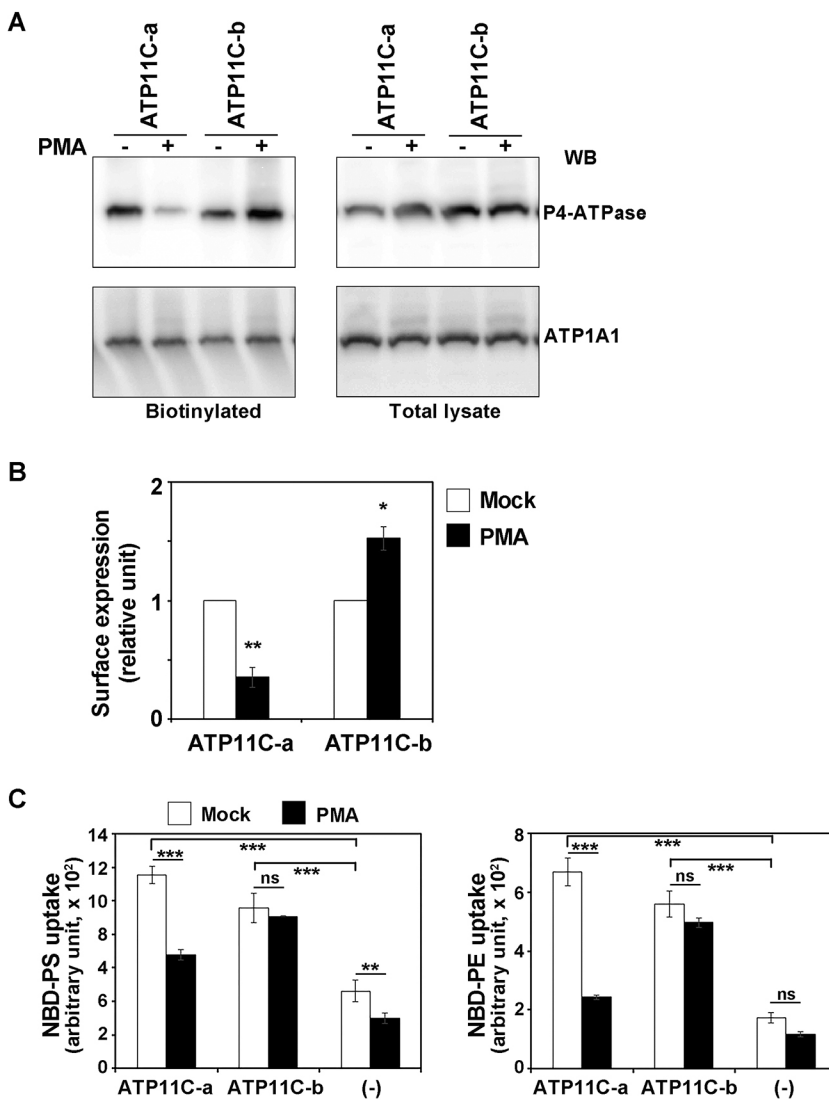 A
ATP11C-a
ATP11C-b
ATP11C-a
ATP11C-b
PMA - + - + - + - + WB
P4-ATPase
ATP1A1
Biotinylated Total lysate
B
Surface expression
(relative unit)
2
1
0
** *
Mock
PMA
ATP11C-a ATP11C-b
C
Mock PMA
NBD-PS uptake
(arbitrary unit, x 10²)
14
12
10
8
4
6
2
0
***
***
***
ns
**
ATP11C-a ATP11C-b (-)
NBD-PE uptake
(arbitrary unit, x 10²)
8
6
4
2
0
***
***
***
ns
ns
ATP11C-a ATP11C-b (-)